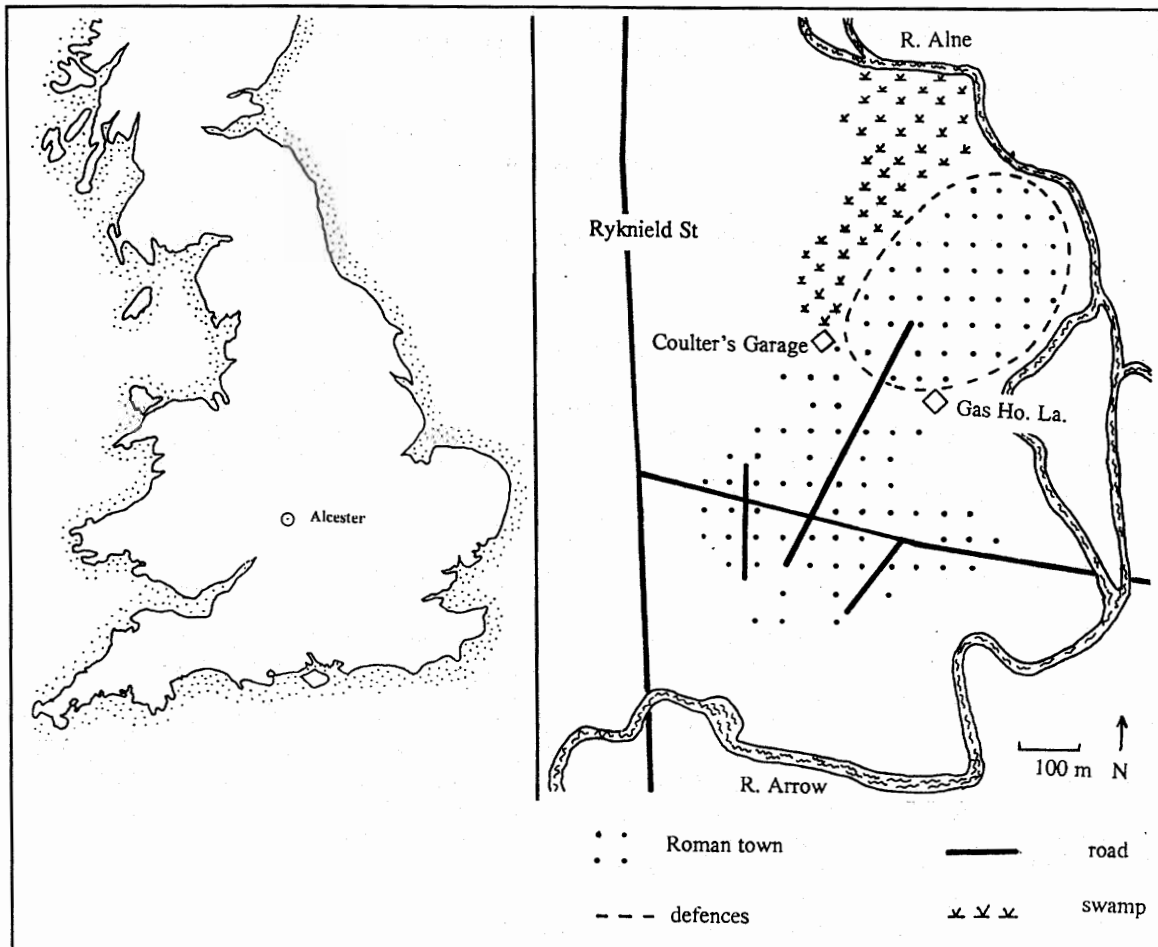 Alcester
R. Alne
Ryknield St
Coulter's Garage
Gas Ho. La.
100 m N
R. Arrow
Roman town
road
defences
swamp